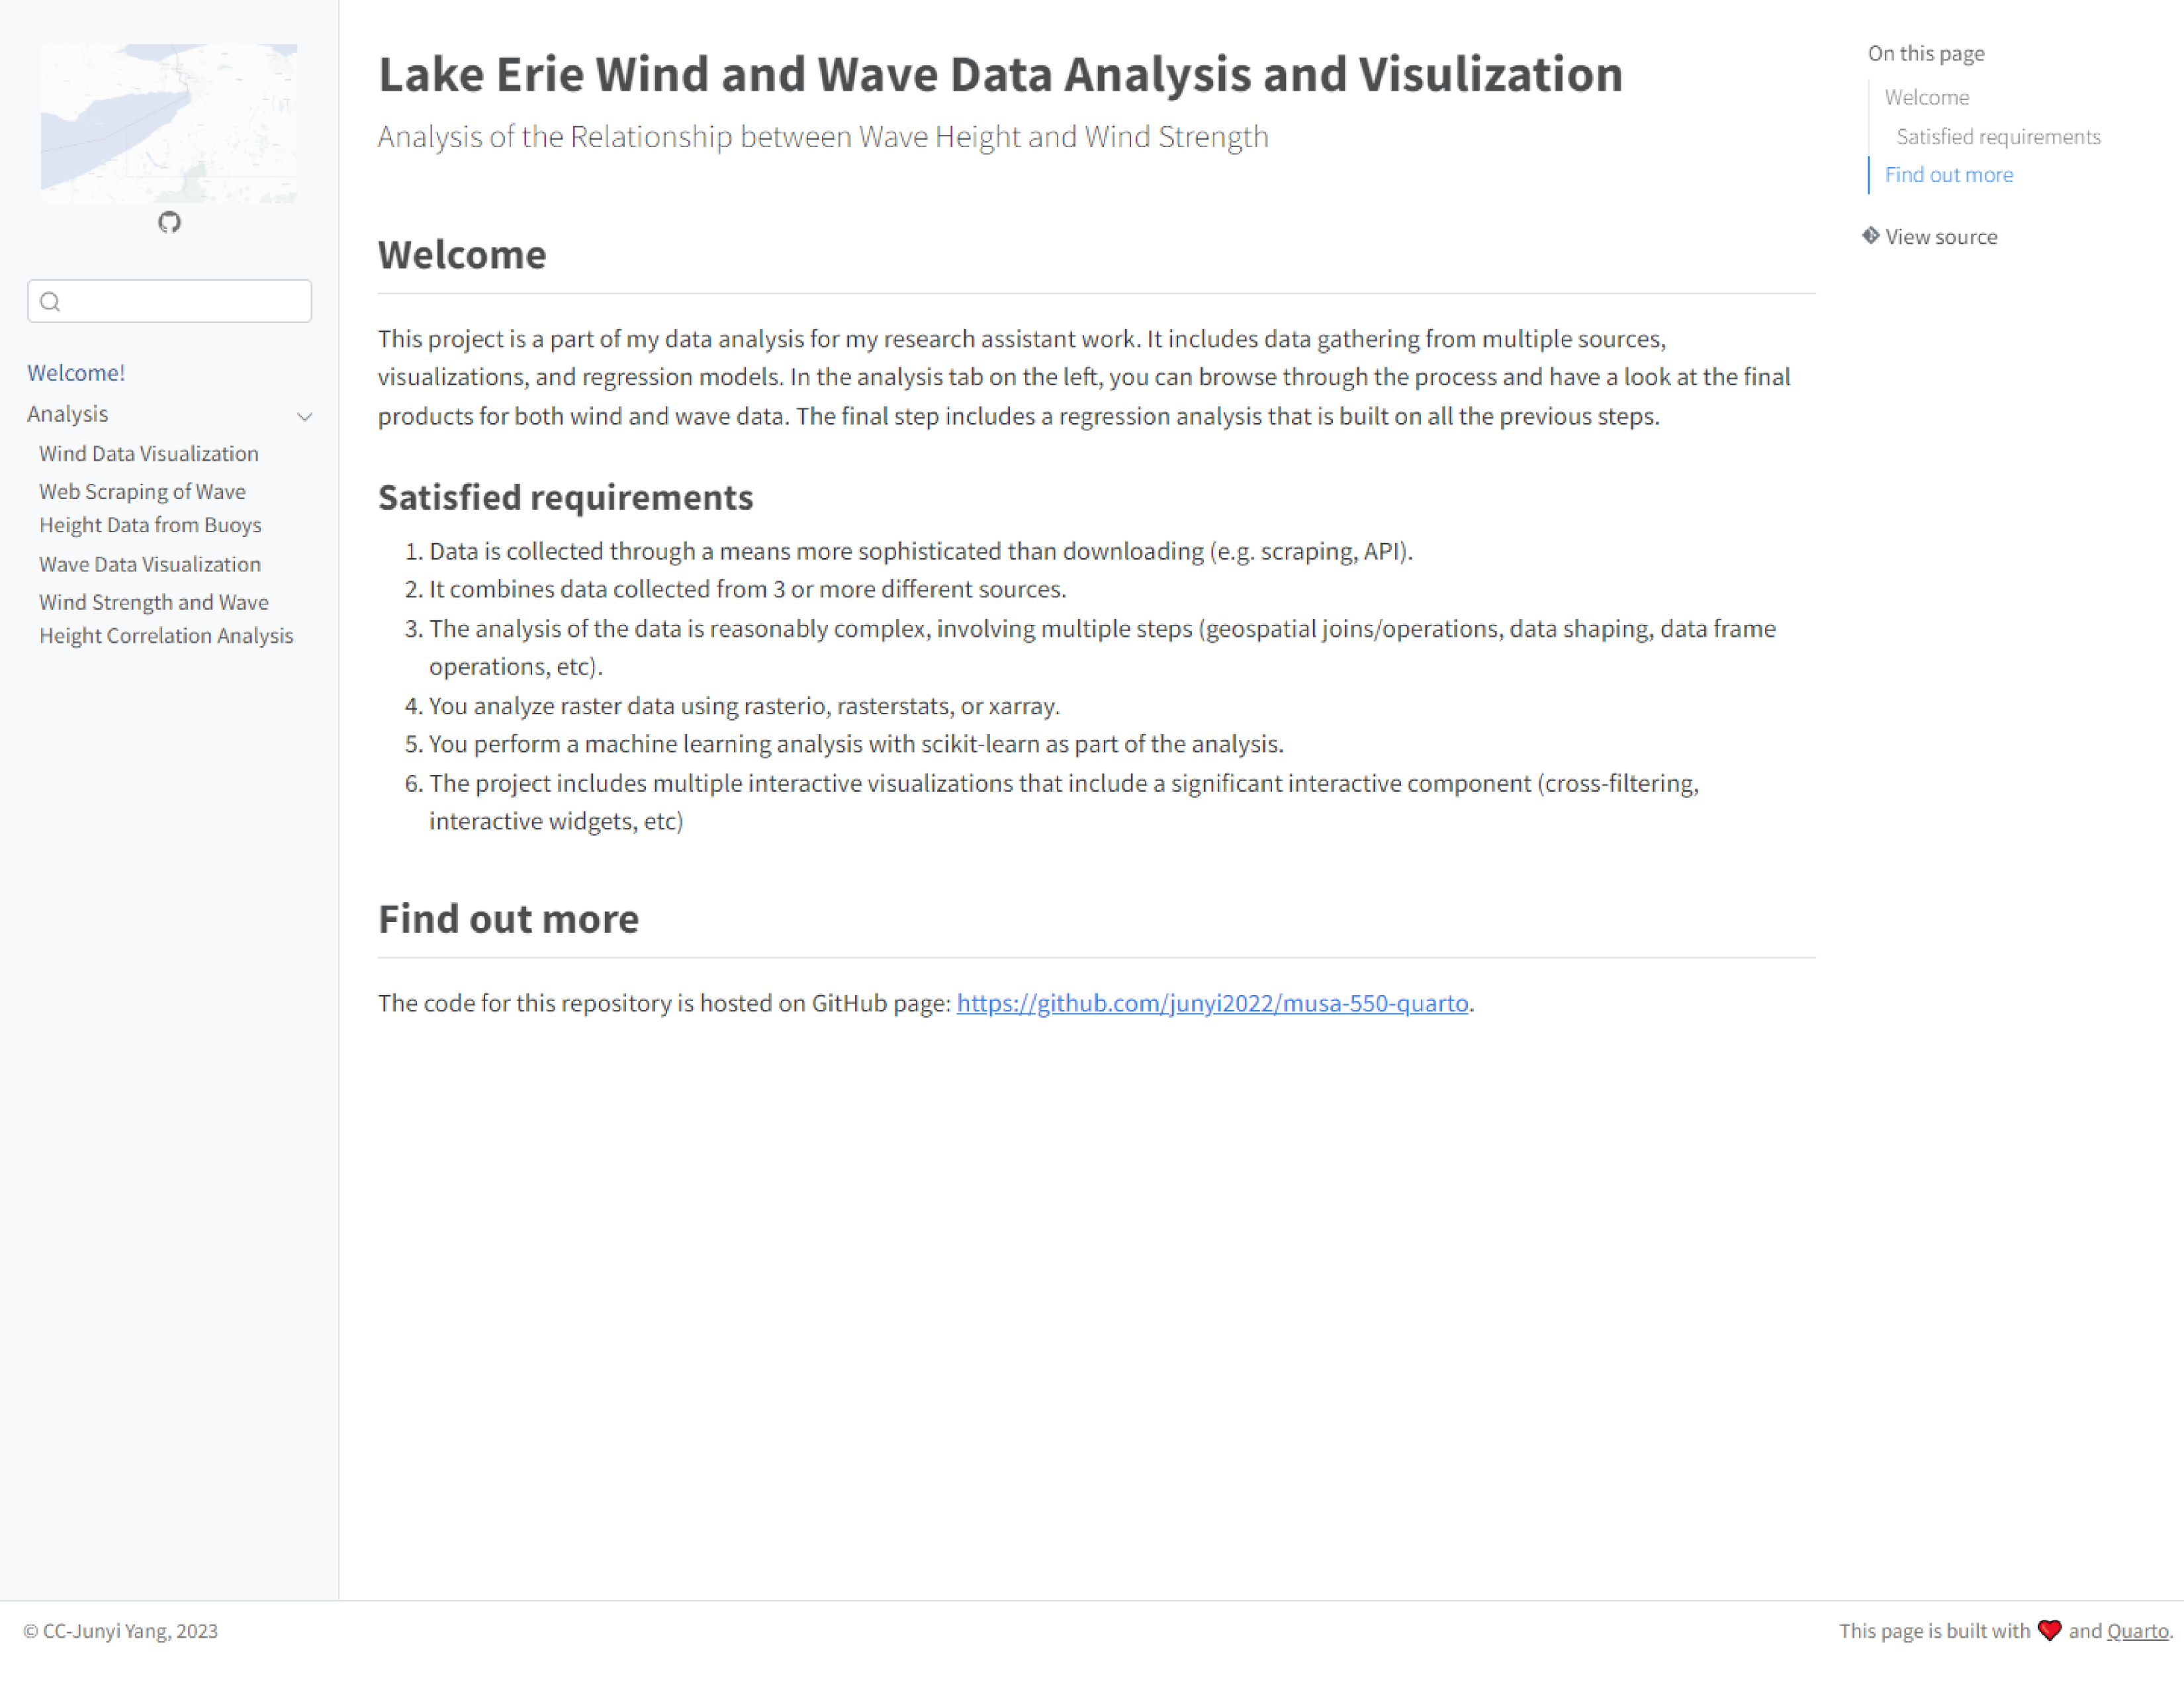 Welcome!
Analysis
Wind Data Visualization
Web Scraping of Wave
Height Data from Buoys
Wave Data Visualization
Wind Strength and Wave
Height Correlation Analysis
Lake Erie Wind and Wave Data Analysis and Visulization
Analysis of the Relationship between Wave Height and Wind Strength
Welcome
This project is a part of my data analysis for my research assistant work. It includes data gathering from multiple sources,
visualizations, and regression models. In the analysis tab on the left, you can browse through the process and have a look at the final
products for both wind and wave data. The final step includes a regression analysis that is built on all the previous steps.
Satisfied requirements
1. Data is collected through a means more sophisticated than downloading (e.g. scraping, API).
2. It combines data collected from 3 or more different sources.
3. The analysis of the data is reasonably complex, involving multiple steps (geospatial joins/operations, data shaping, data frame
operations, etc).
4. You analyze raster data using rasterio, rasterstats, or xarray.
5. You perform a machine learning analysis with scikit-learn as part of the analysis.
6. The project includes multiple interactive visualizations that include a significant interactive component (cross-filtering,
interactive widgets, etc)
Find out more
The code for this repository is hosted on GitHub page: https://github.com/junyi2022/musa-550-quarto.
On this page
Welcome
Satisfied requirements
Find out more
View source
© CC-Junyi Yang, 2023
This page is built with ❤️ and Quarto.